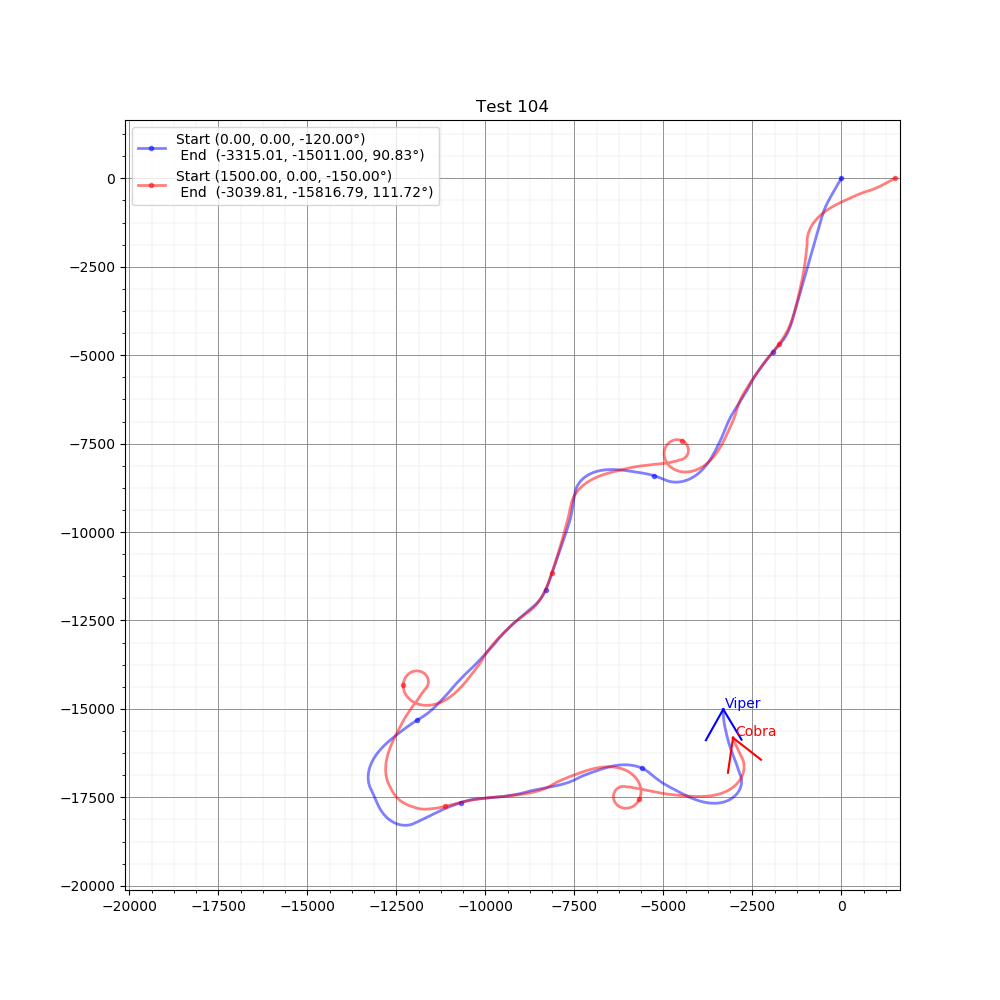 Test 104
Start (0.00, 0.00, -120.00°)
End (-3315.01, -15011.00, 90.83°)
Start (1500.00, 0.00, -150.00°)
End (-3039.81, -15816.79, 111.72°)
0
−2500
−5000
−7500
−10000
−12500
−15000
−17500
−20000
Viper
Cobra
−20000 −17500 −15000 −12500 −10000 −7500 −5000 −2500 0